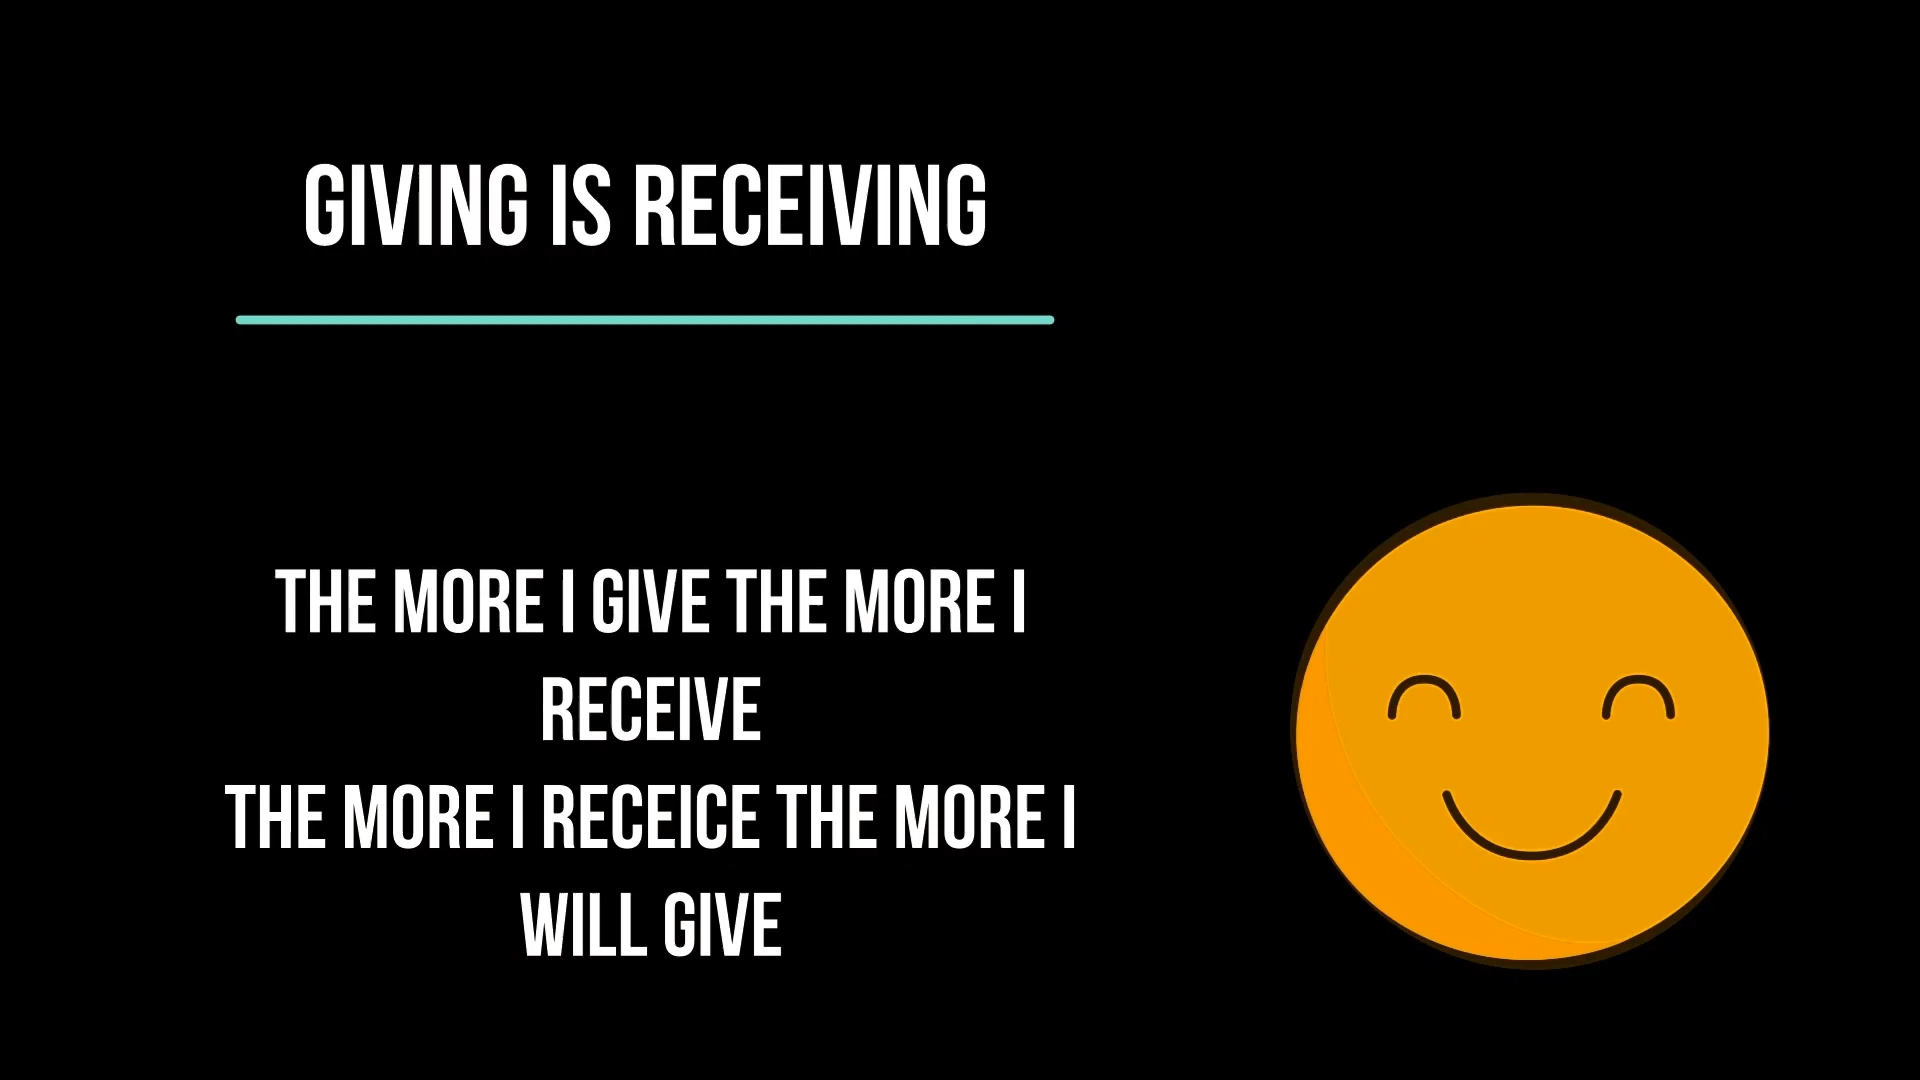 GIVING IS RECEIVING
THE MORE I GIVE THE MORE I
RECEIVE
THE MORE I RECEICE THE MORE I
WILL GIVE